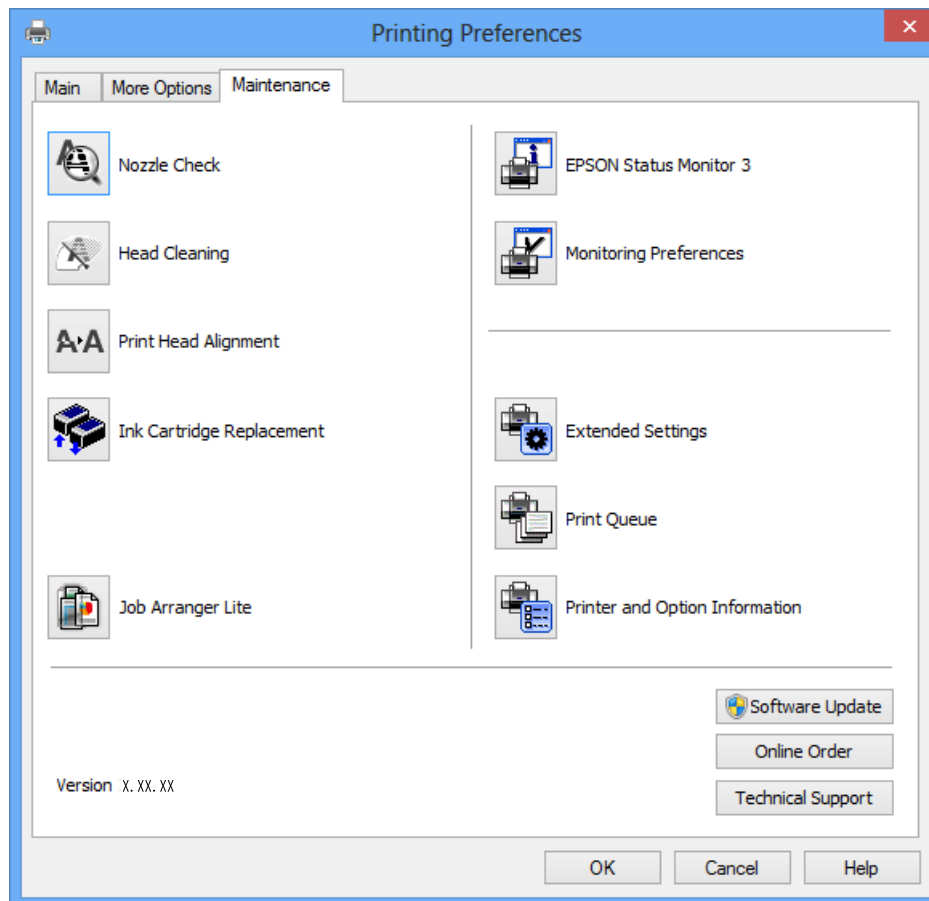 Printing Preferences
Main
More Options
Maintenance
Nozzle Check
Head Cleaning
A A Print Head Alignment
Ink Cartridge Replacement
Job Arranger Lite
EPSON Status Monitor 3
Monitoring Preferences
Extended Settings
Print Queue
Printer and Option Information
Software Update
Online Order
Version X.XX.XX
Technical Support
OK
Cancel
Help